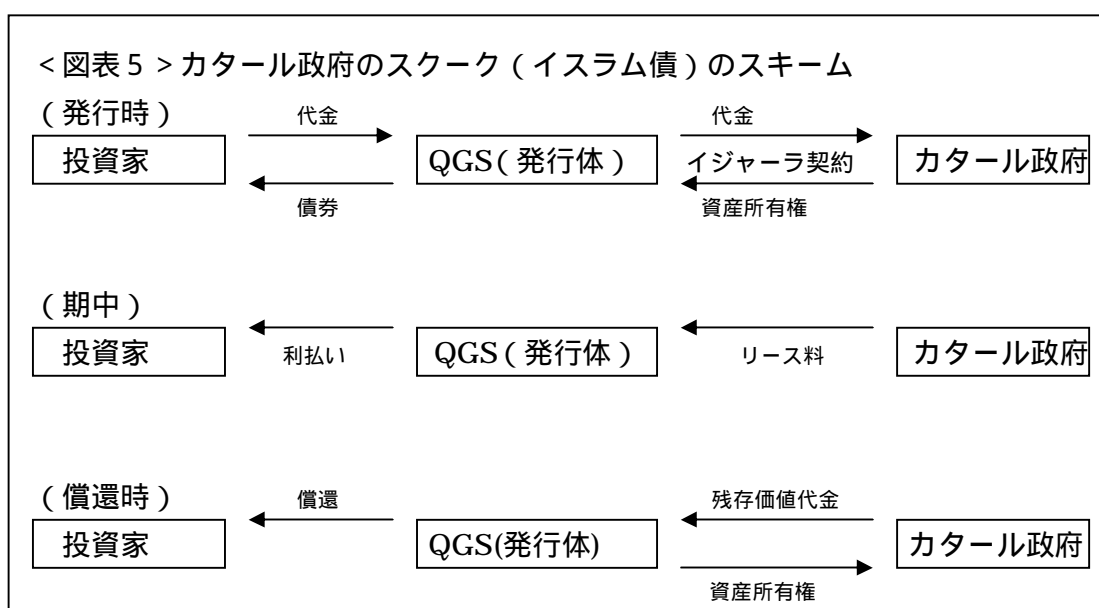 <図表5>カタール政府のスクーク(イスラム債)のスキーム
(発行時)
代金 代金
投資家 QGS(発行体) イジャーラ契約 カタール政府
債券 資産所有権
(期中)
投資家 利払い QGS(発行体) リース料 カタール政府
(償還時) 償還 残存価値代金
投資家 QGS(発行体) カタール政府
資産所有権